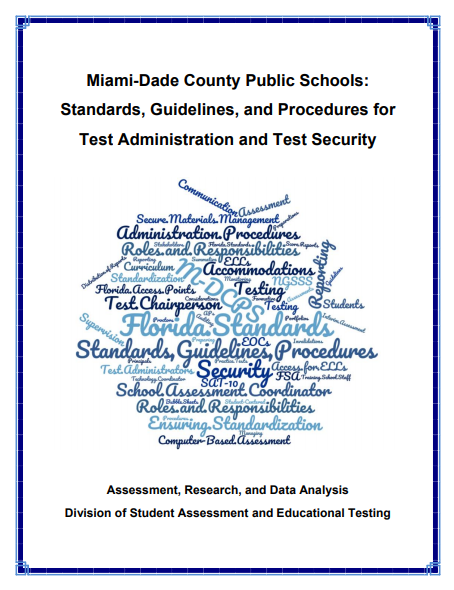 Miami-Dade County Public Schools:
Standards, Guidelines, and Procedures for
Test Administration and Test Security
Communication
Assessment
Secure.Materials.Management
Administration.Procedures
Roles.and.Responsibilities
ELLs
Reporting
Curriculum
M-DCPS
Accommodations
Standardization
NGSSS
Florida.Access.Points
Testing
Test.Chairperson
Testing
Students
Florida.Standards
Supervision
EOCs
Standards,Guidelines,Procedures
Test.Administrators
Security
Access.for.ELLs
FSA
SAT-10
School.Assessment.Coordinator
Roles.and.Responsibilities
Ensuring.Standardization
Computer-Based.Assessment
Assessment, Research, and Data Analysis
Division of Student Assessment and Educational Testing